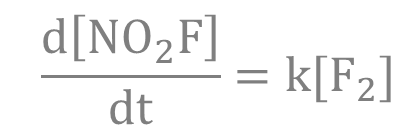 d[NO₂F]
dt
= k[F₂]